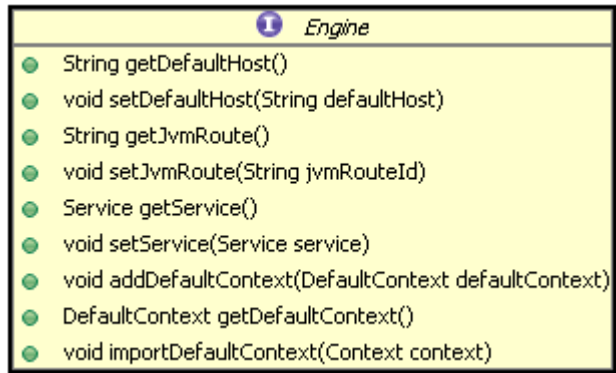 I Engine
String getDefaultHost()
void setDefaultHost(String defaultHost)
String getJvmRoute()
void setJvmRoute(String jvmRouteId)
Service getService()
void setService(Service service)
void addDefaultContext(DefaultContext defaultContext)
DefaultContext getDefaultContext()
void importDefaultContext(Context context)